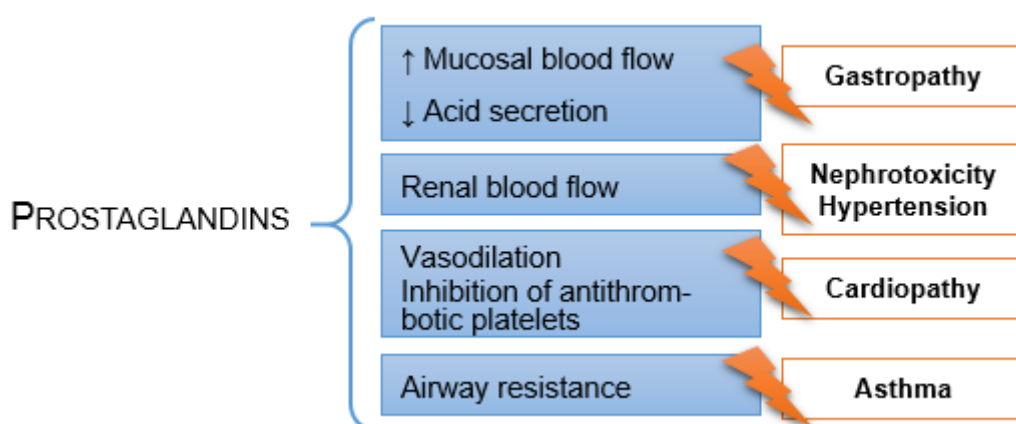 ↑ Mucosal blood flow
↓ Acid secretion
Gastropathy
Renal blood flow
Nephrotoxicity
Hypertension
PROSTAGLANDINS
Vasodilation
Inhibition of antithrom-
botic platelets
Cardiopathy
Airway resistance
Asthma